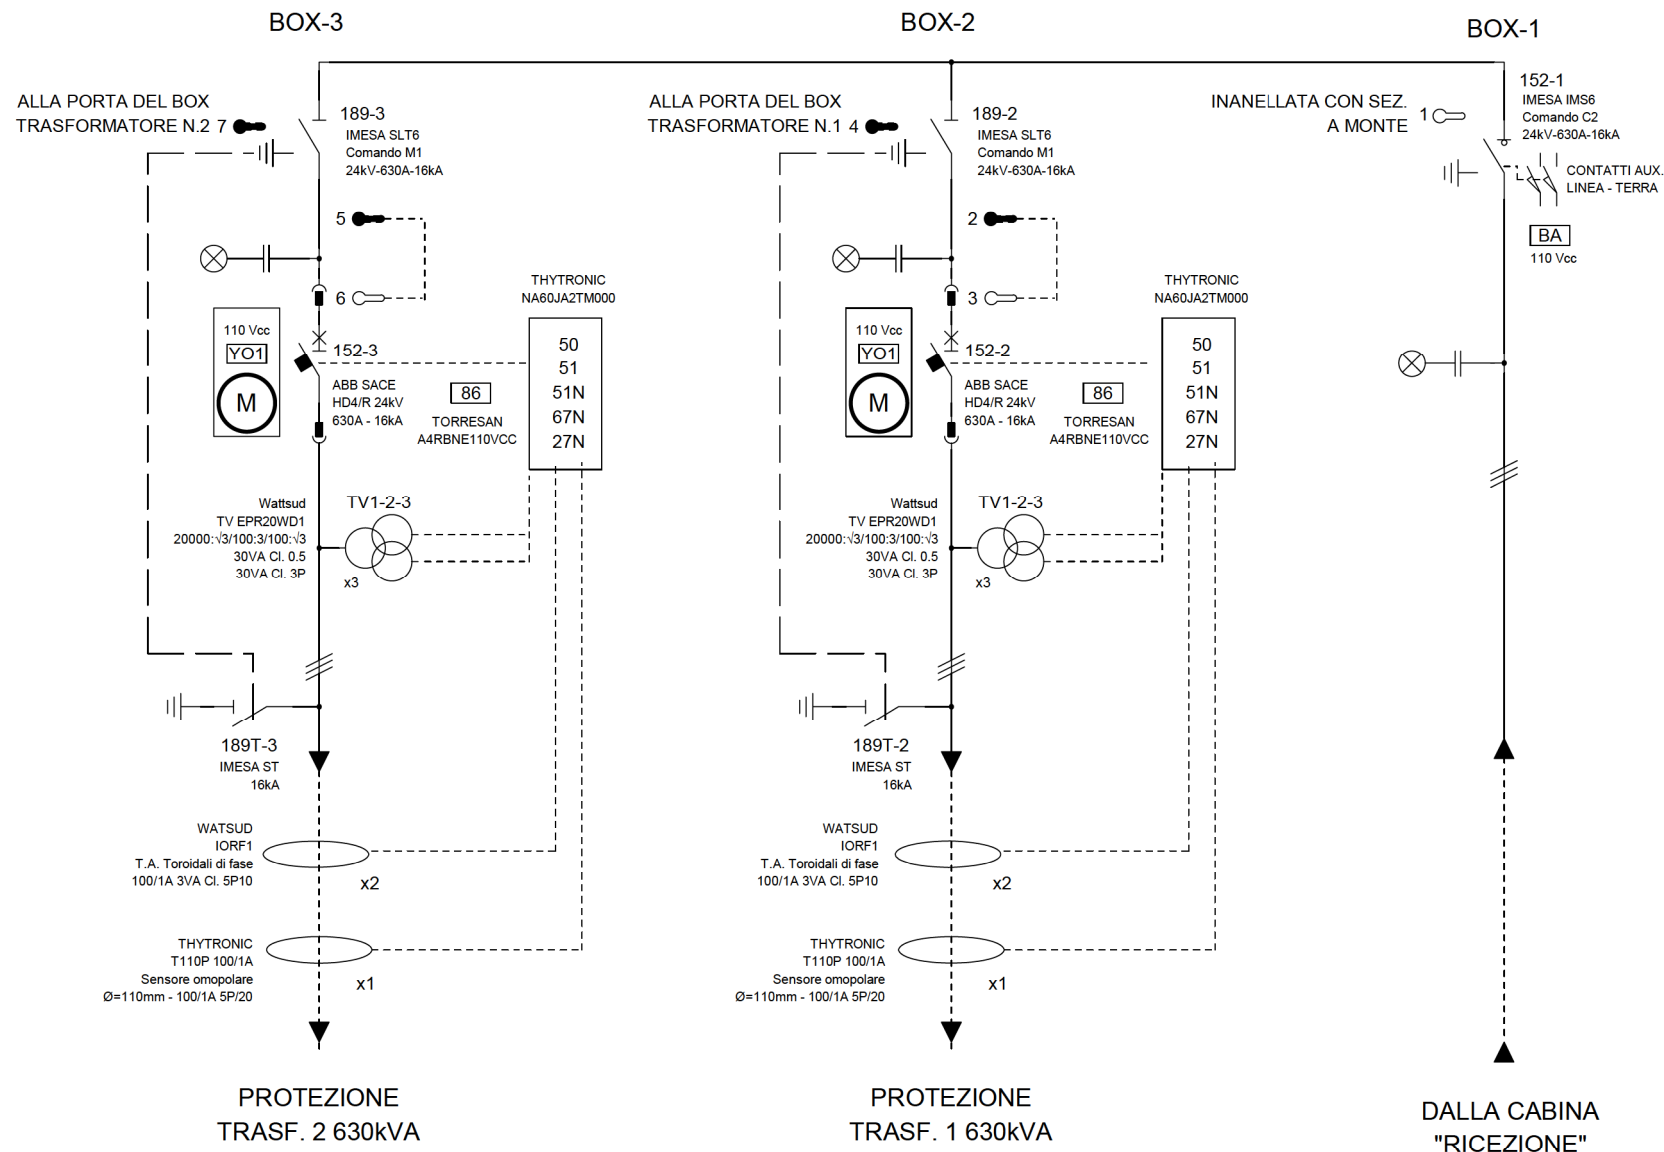 BOX-3
ALLA PORTA DEL BOX
TRASFORMATORE N.2 7
189-3
IMESA SLT6
Comando M1
24kV-630A-16kA
5
6
110 Vcc
YO1
M
152-3
ABB SACE
HD4/R 24kV
630A - 16kA
86
TORRESAN
A4RBNE110VCC
THYTRONIC
NA60JA2TM000
50
51
51N
67N
27N
Wattsud
TV EPR20WD1
20000:√3/100:3/100:√3
30VA Cl. 0.5
30VA Cl. 3P
TV1-2-3
x3
189T-3
IMESA ST
16kA
WATSUD
IORF1
T.A. Toroidali di fase
100/1A 3VA Cl. 5P10
x2
THYTRONIC
T110P 100/1A
Sensore omopolare
Ø=110mm - 100/1A 5P/20
x1
PROTEZIONE
TRASF. 2 630kVA
BOX-2
ALLA PORTA DEL BOX
TRASFORMATORE N.1 4
189-2
IMESA SLT6
Comando M1
24kV-630A-16kA
2
3
110 Vcc
YO1
M
152-2
ABB SACE
HD4/R 24kV
630A - 16kA
86
TORRESAN
A4RBNE110VCC
THYTRONIC
NA60JA2TM000
50
51
51N
67N
27N
Wattsud
TV EPR20WD1
20000:√3/100:3/100:√3
30VA Cl. 0.5
30VA Cl. 3P
TV1-2-3
x3
189T-2
IMESA ST
16kA
WATSUD
IORF1
T.A. Toroidali di fase
100/1A 3VA Cl. 5P10
x2
THYTRONIC
T110P 100/1A
Sensore omopolare
Ø=110mm - 100/1A 5P/20
x1
PROTEZIONE
TRASF. 1 630kVA
BOX-1
INANELLATA CON SEZ.
A MONTE
1
152-1
IMESA IMS6
Comando C2
24kV-630A-16kA
CONTATTI AUX.
LINEA - TERRA
BA
110 Vcc
DALLA CABINA
"RICEZIONE"